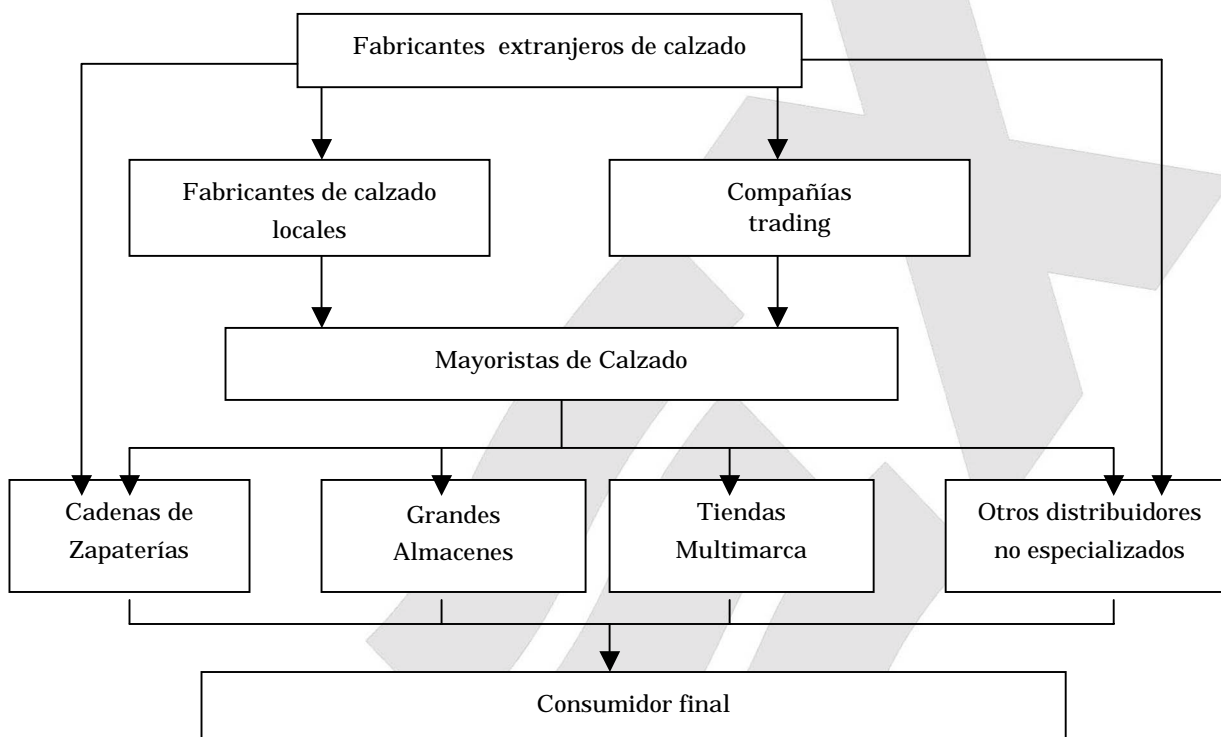 Fabricantes extranjeros de calzado
Fabricantes de calzado
locales
Compañías
trading
Mayoristas de Calzado
Cadenas de
Zapaterías
Grandes
Almacenes
Tiendas
Multimarca
Otros distribuidores
no especializados
Consumidor final